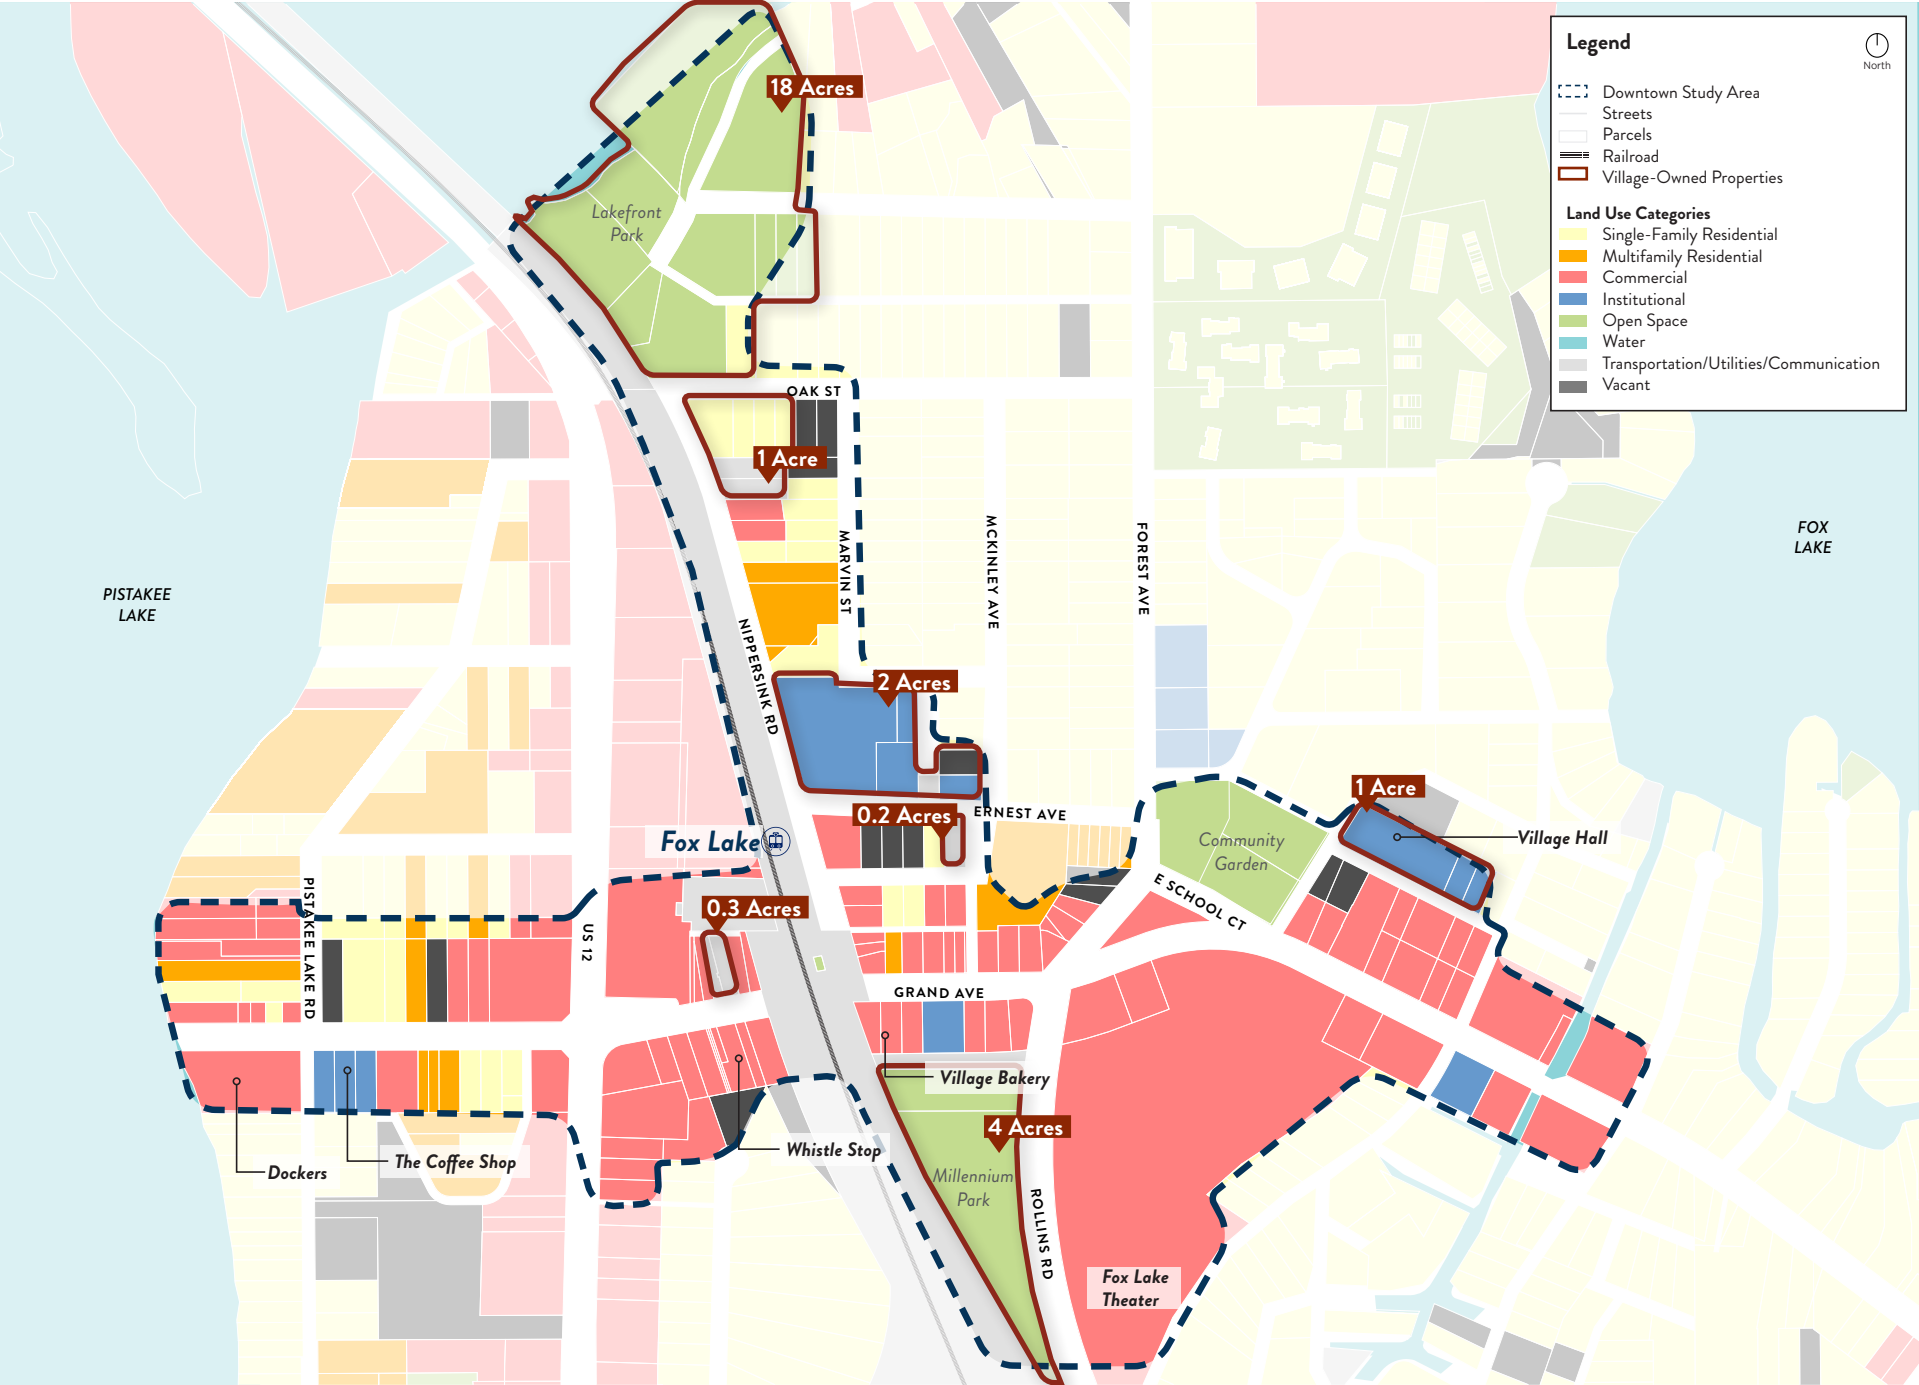 Legend
North
Downtown Study Area
Streets
Parcels
Railroad
Village-Owned Properties
Land Use Categories
Single-Family Residential
Multifamily Residential
Commercial
Institutional
Open Space
Water
Transportation/Utilities/Communication
Vacant
18 Acres
Lakefront
Park
OAK ST
1 Acre
MARVIN ST
MCKINLEY AVE
FOREST AVE
FOX
LAKE
PISTAKEE
LAKE
NIPPERSINK RD
2 Acres
1 Acre
ERNEST AVE
0.2 Acres
Village Hall
Fox Lake
Community
Garden
E SCHOOL CT
PISTAKEE LAKE RD
US 12
0.3 Acres
GRAND AVE
Village Bakery
4 Acres
Whistle Stop
The Coffee Shop
Dockers
Millennium
Park
ROLLINS RD
Fox Lake
Theater